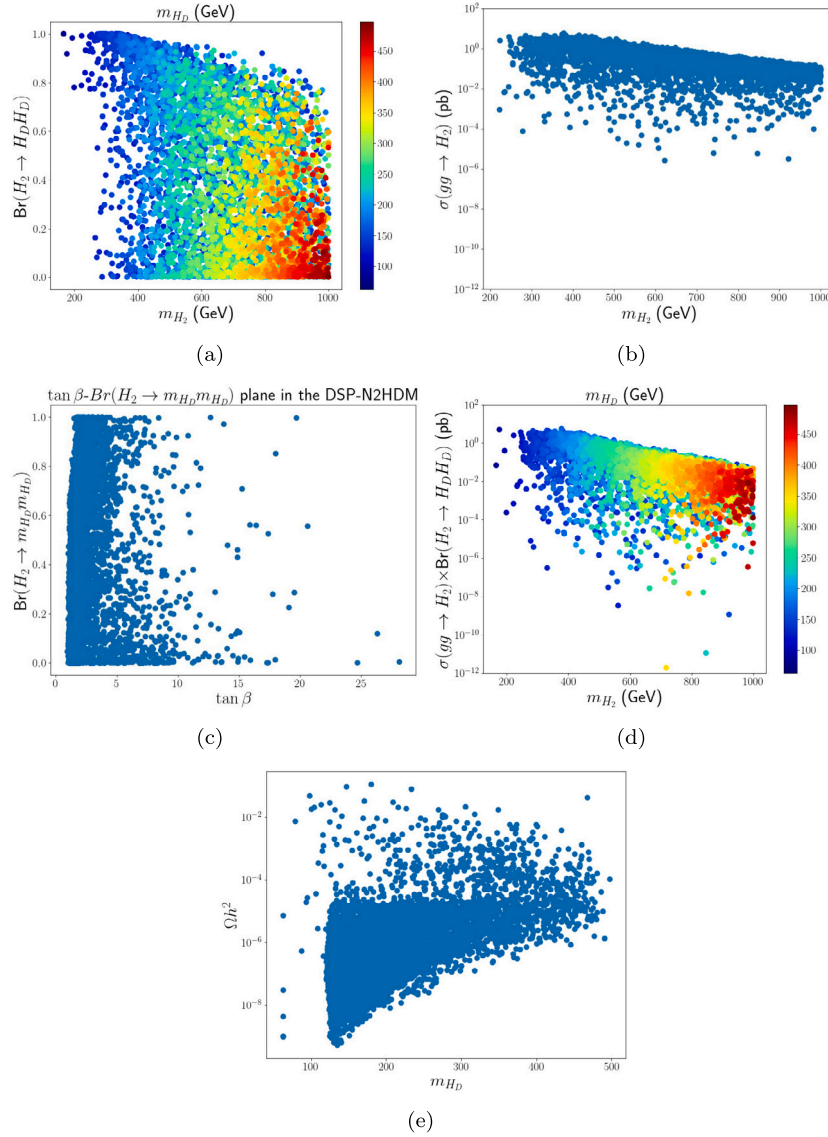 m_{H_D} (GeV)
Br(H_2 → H_D H_D)
1.0
0.8
0.6
0.4
0.2
0.0
200 400 600 800 1000
m_{H_2} (GeV)
450
400
350
300
250
200
150
100
(a)
σ(gg → H_2) (pb)
10^2
10^0
10^{-2}
10^{-4}
10^{-6}
10^{-8}
10^{-10}
10^{-12}
200 300 400 500 600 700 800 900 1000
m_{H_2} (GeV)
(b)
tan β-Br(H_2 → m_{H_D} m_{H_D}) plane in the DSP-N2HDM
Br(H_2 → m_{H_D} m_{H_D})
1.0
0.8
0.6
0.4
0.2
0.0
0 5 10 15 20 25
tan β
(c)
m_{H_D} (GeV)
σ(gg → H_2)×Br(H_2 → H_D H_D) (pb)
10^2
10^0
10^{-2}
10^{-4}
10^{-6}
10^{-8}
10^{-10}
10^{-12}
200 400 600 800 1000
m_{H_2} (GeV)
450
400
350
300
250
200
150
100
(d)
Ωh^2
10^{-2}
10^{-4}
10^{-6}
10^{-8}
100 200 300 400 500
m_{H_D}
(e)